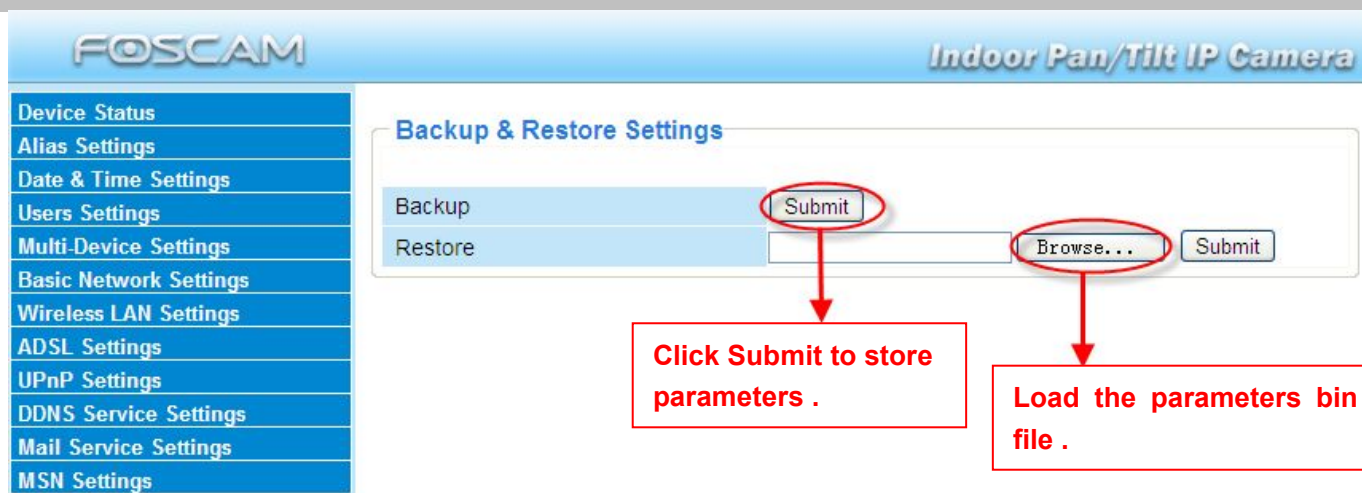 FOSCAM
Indoor Pan/Tilt IP Camera
Device Status
Alias Settings
Date & Time Settings
Users Settings
Multi-Device Settings
Basic Network Settings
Wireless LAN Settings
ADSL Settings
UPnP Settings
DDNS Service Settings
Mail Service Settings
MSN Settings
Backup & Restore Settings
Backup Submit
Restore Browse... Submit
Click Submit to store
parameters .
Load the parameters bin
file .